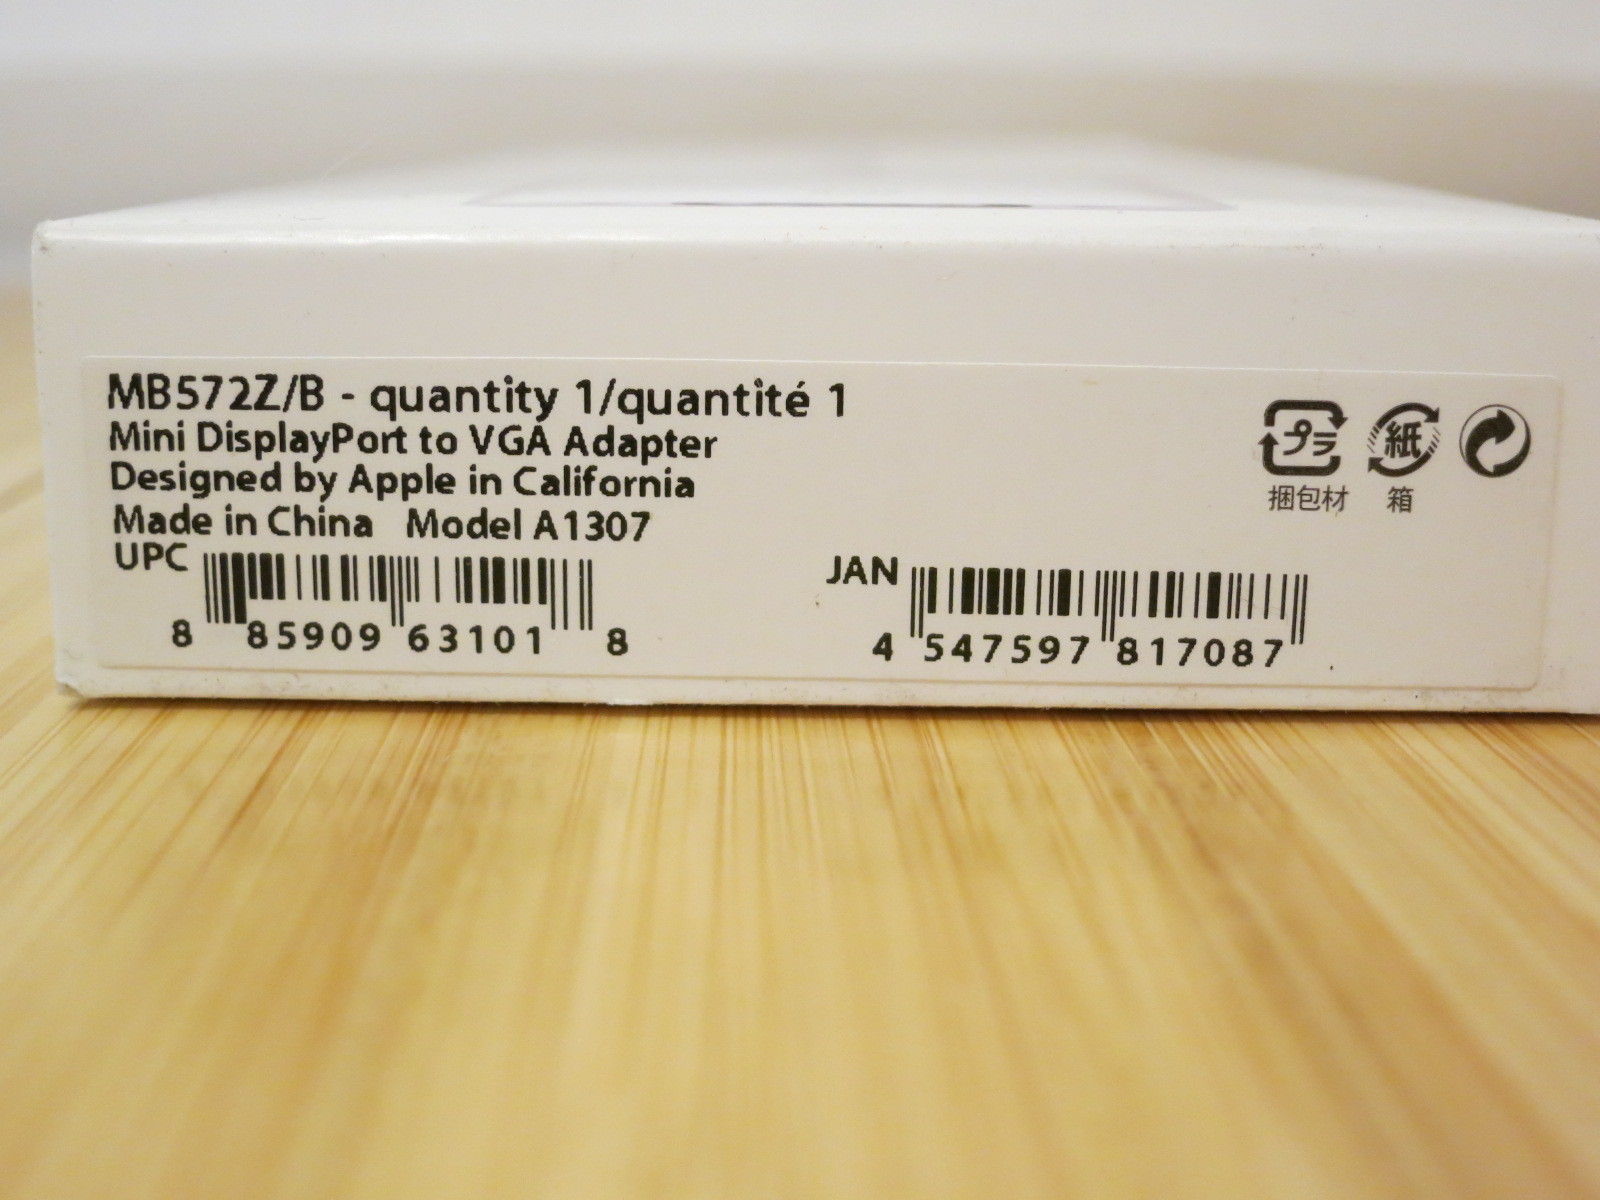 MB572Z/B - quantity 1/quantité 1
Mini DisplayPort to VGA Adapter
Designed by Apple in California
Made in China Model A1307
プラ 紙
捆包材 箱
UPC
8 85909 63101 8
JAN
4 547597 817087